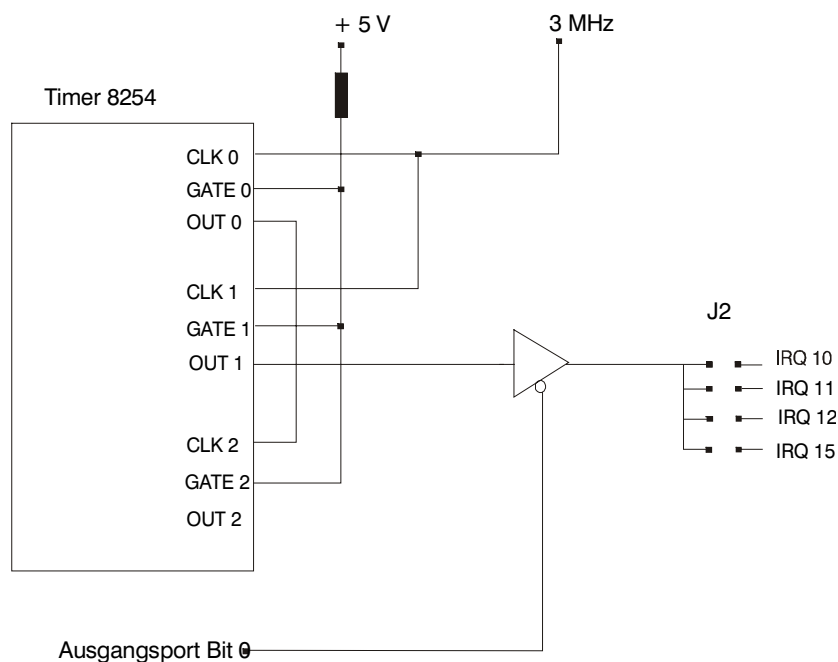 + 5 V
3 MHz
Timer 8254
CLK 0
GATE 0
OUT 0
CLK 1
GATE 1
OUT 1
CLK 2
GATE 2
OUT 2
J2
IRQ 10
IRQ 11
IRQ 12
IRQ 15
Ausgangsport Bit 0